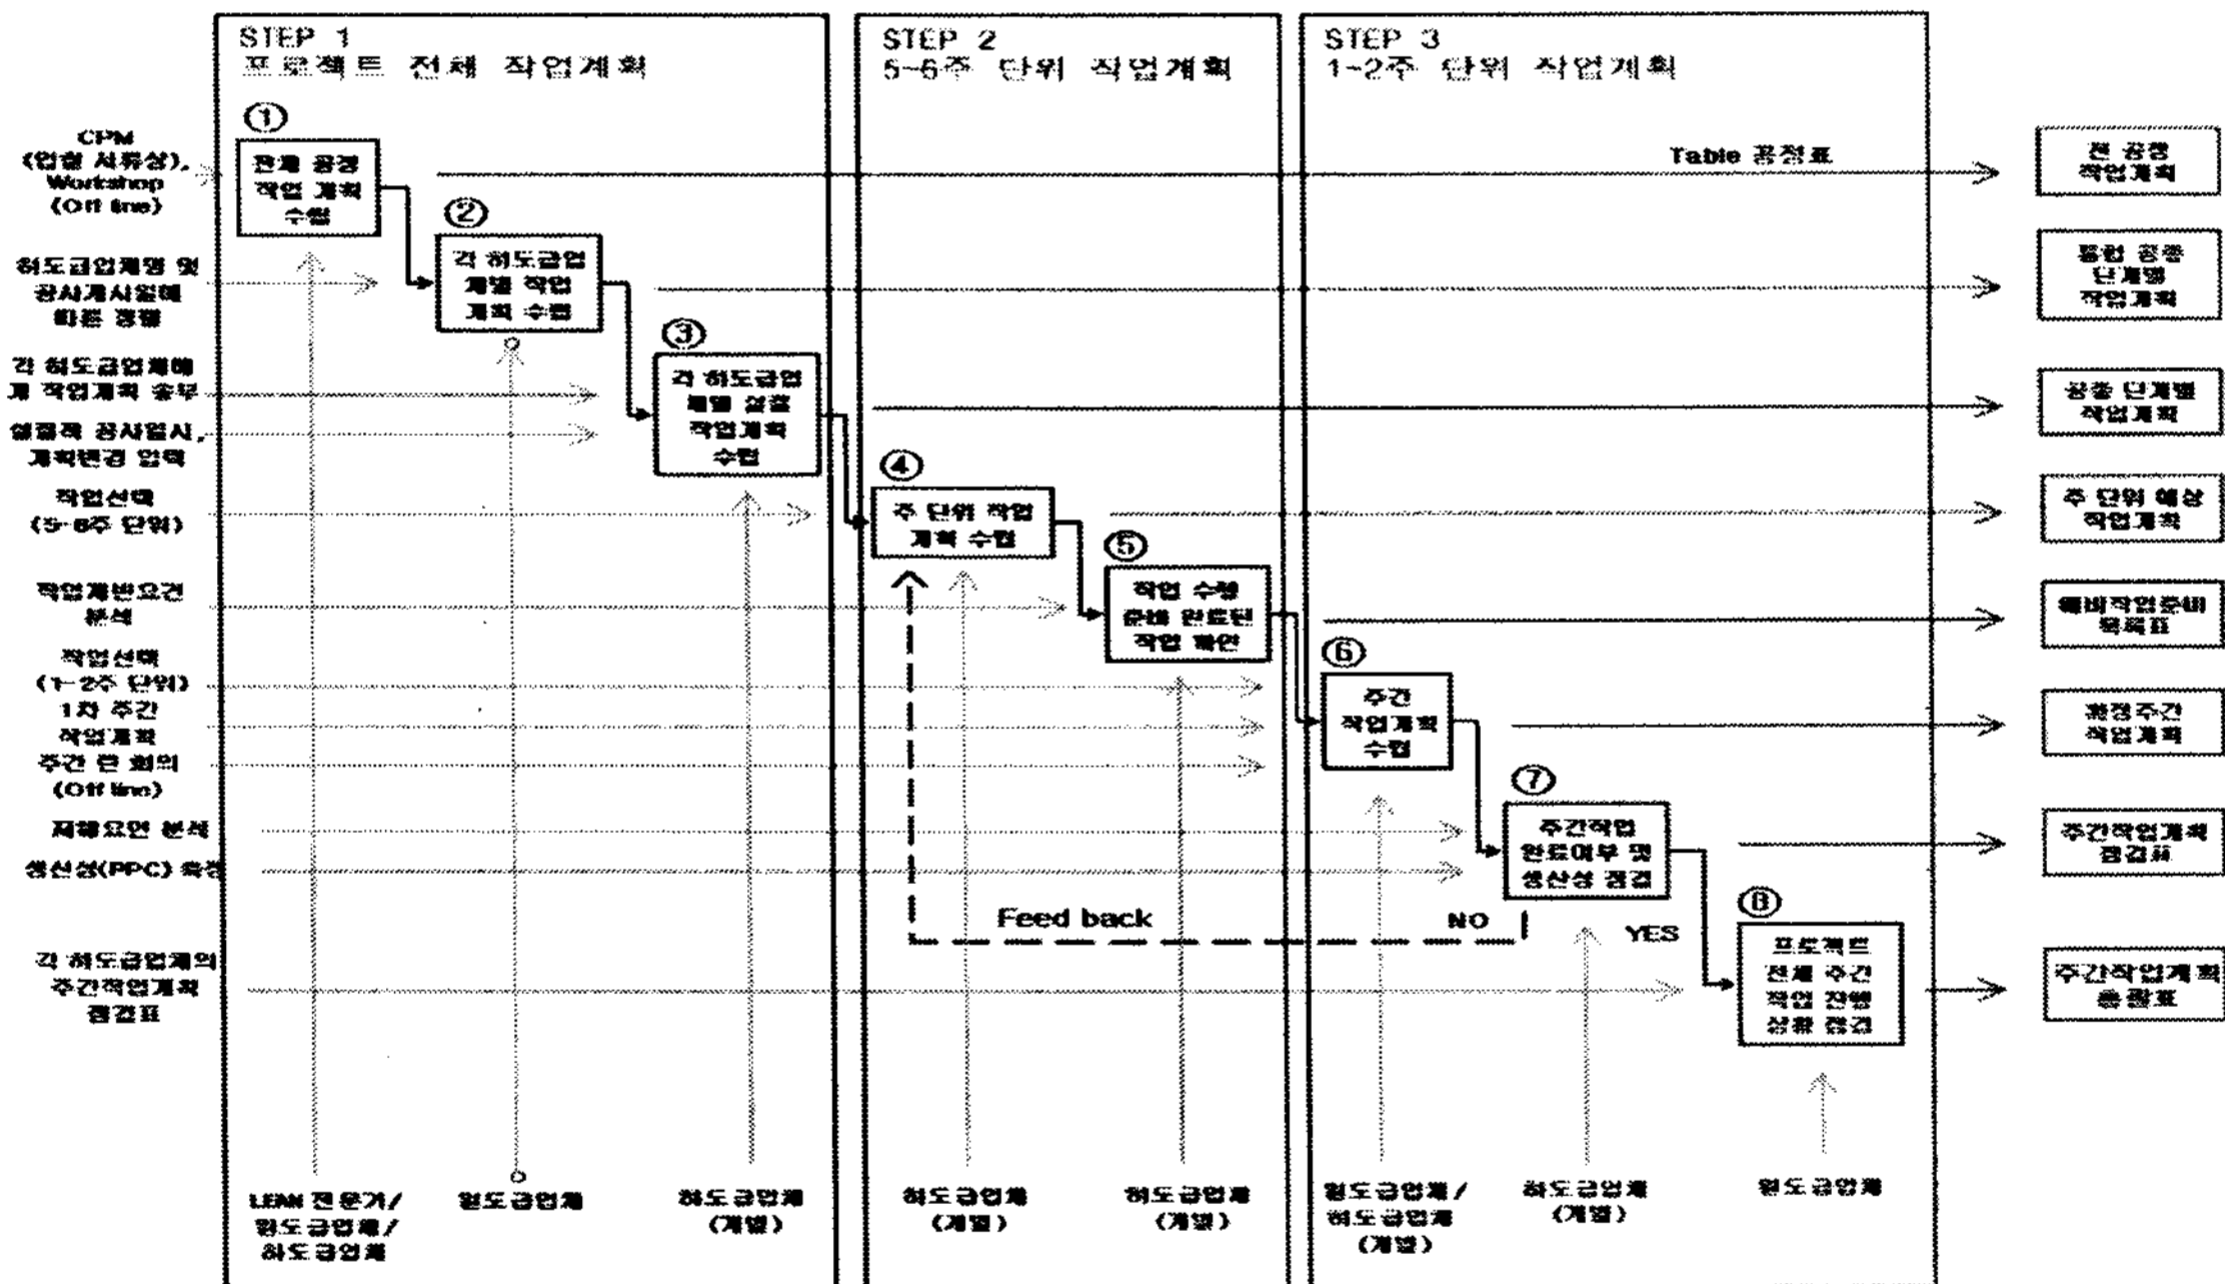 STEP 1
프로젝트 전체 작업계획
STEP 2
5-6주 단위 작업계획
STEP 3
1-2주 단위 작업계획
CPM
(입찰 서류상),
Workshop
(Off line)
하도급업체명 및
공사개시일에
따른 정렬
각 하도급업체에
게 작업계획 송부
실질적 공사일시,
계획변경 입력
작업선택
(5-6주 단위)
작업제반요건
분석
작업선택
(1-2주 단위)
1차 주간
작업계획
주간 린 회의
(Off line)
저해요인 분석
생산성(PPC) 측정
각 하도급업체의
주간작업계획
점검표
①
전체 공정
작업 계획
수립
②
각 하도급업
체별 작업
계획 수립
③
각 하도급업
체별
작업계획
수립
④
주 단위 작업
계획 수립
⑤
작업 수행
준비 완료된
작업 확인
⑥
주간
작업계획
수립
⑦
주간작업
완료여부 및
생산성 점검
⑧
프로젝트
전체 주간
작업 진행
상황 점검
Feed back
NO
YES
Table 공정표
전 공정
작업계획
공종
단계별
작업계획
공종 단계별
작업계획
주 단위 예상
작업계획
예비작업준비
목록표
확정주간
작업계획
주간작업계획
점검표
주간작업계획
총괄표
LEAN 전문가/
원도급업체/
하도급업체
원도급업체
하도급업체
(개별)
하도급업체
(개별)
하도급업체
(개별)
원도급업체/
하도급업체
(개별)
하도급업체
(개별)
원도급업체